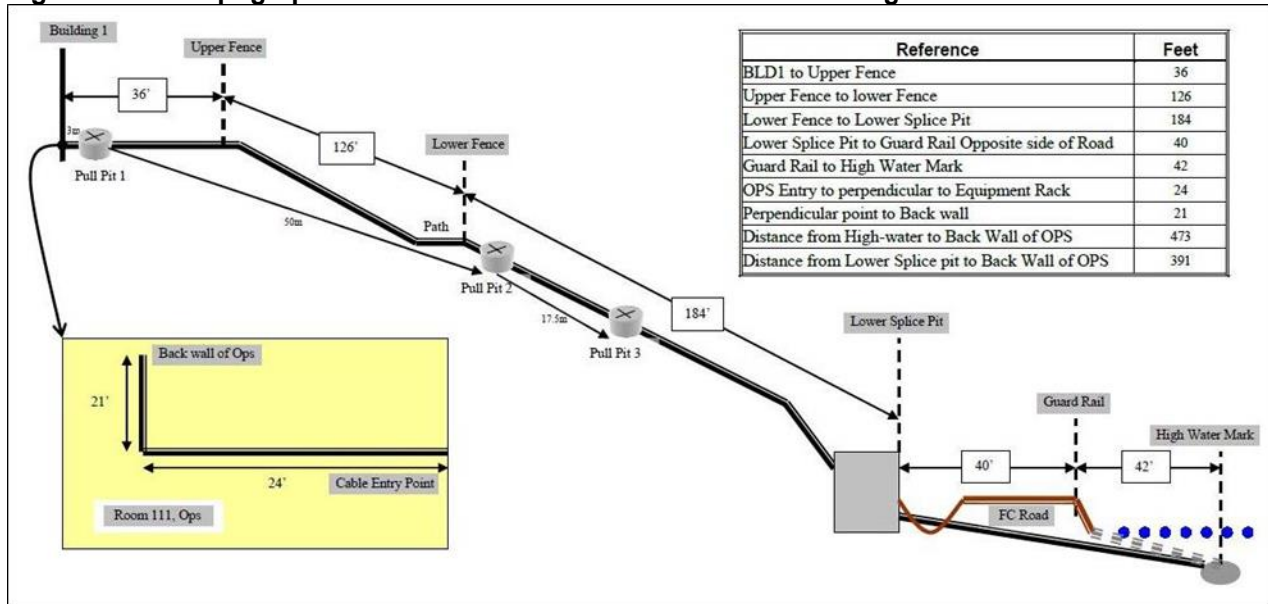 Building 1
Upper Fence
36'
3m
Pull Pit 1
126'
Lower Fence
50m
Path
Pull Pit 2
17.5m
Pull Pit 3
184'
Lower Splice Pit
Guard Rail
High Water Mark
40'
42'
FC Road
Reference Feet
BLD1 to Upper Fence 36
Upper Fence to lower Fence 126
Lower Fence to Lower Splice Pit 184
Lower Splice Pit to Guard Rail Opposite side of Road 40
Guard Rail to High Water Mark 42
OPS Entry to perpendicular to Equipment Rack 24
Perpendicular point to Back wall 21
Distance from High-water to Back Wall of OPS 473
Distance from Lower Splice pit to Back Wall of OPS 391
Back wall of Ops
21'
24'
Cable Entry Point
Room 111, Ops